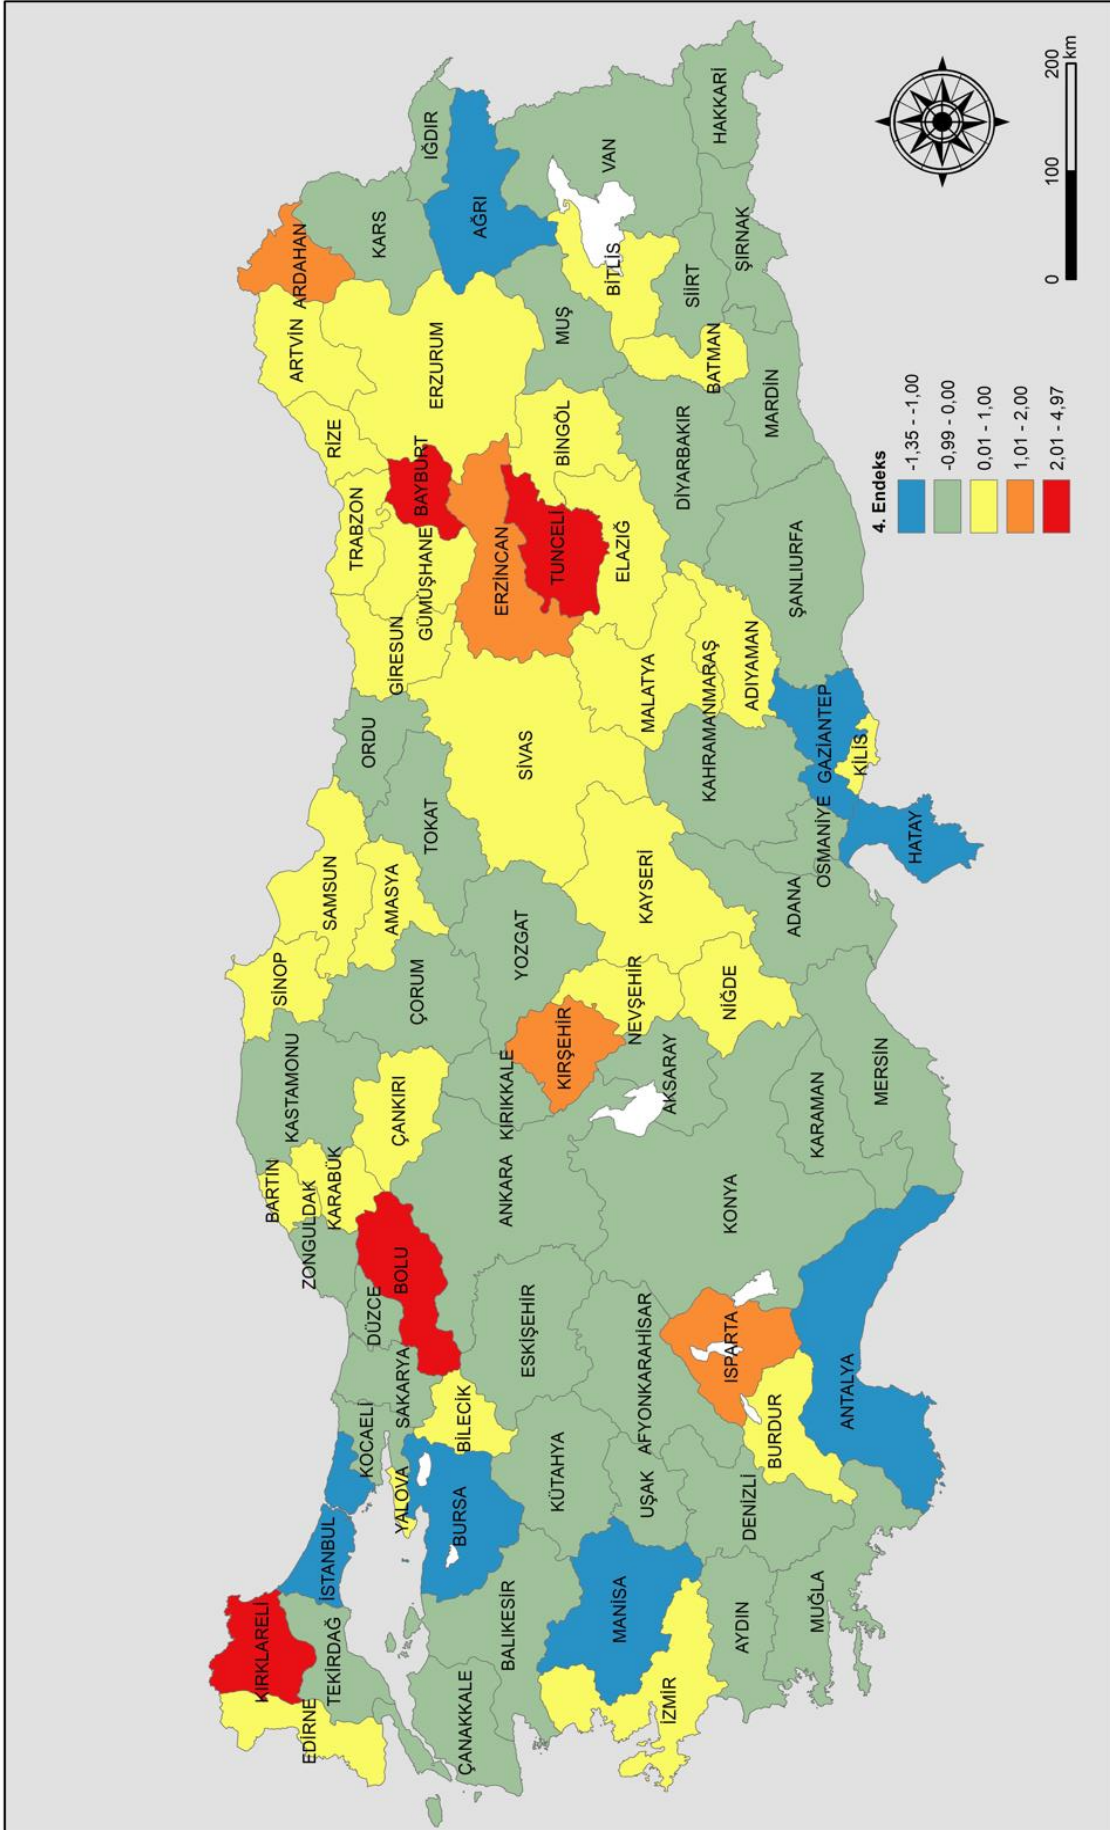 KIRKLARELİ
EDİRNE
TEKİRDAĞ
İSTANBUL
KOCAELİ
YALOVA
SAKARYA
DÜZCE
BOLU
ZONGULDAK
BARTIN
KARABÜK
KASTAMONU
ÇANKIRI
SİNOP
SAMSUN
AMASYA
ÇORUM
ORDU
TOKAT
GİRESUN
GÜMÜŞHANE
TRABZON
BAYBURT
RİZE
ARTVİN
ARDAHAN
KARS
IĞDIR
AĞRI
ERZURUM
ERZİNCAN
TUNCELİ
BİNGÖL
MUŞ
BİTLİS
VAN
HAKKARİ
ŞIRNAK
SİİRT
BATMAN
MARDİN
DİYARBAKIR
ELAZIĞ
MALATYA
ADIYAMAN
ŞANLIURFA
SİVAS
YOZGAT
KAYSERİ
KAHRAMANMARAŞ
GAZİANTEP
KİLİS
HATAY
OSMANİYE
ADANA
NİĞDE
NEVŞEHİR
KIRŞEHİR
KIRIKKALE
AKSARAY
ANKARA
KONYA
KARAMAN
MERSİN
ESKİŞEHİR
BİLECİK
BURSA
KÜTAHYA
AFYONKARAHİSAR
UŞAK
ISPARTA
BURDUR
ANTALYA
DENİZLİ
MUĞLA
AYDIN
İZMİR
MANİSA
BALIKESİR
ÇANAKKALE
4. Endeks
-1,35 - -1,00
-0,99 - 0,00
0,01 - 1,00
1,01 - 2,00
2,01 - 4,97
0 100 200
km